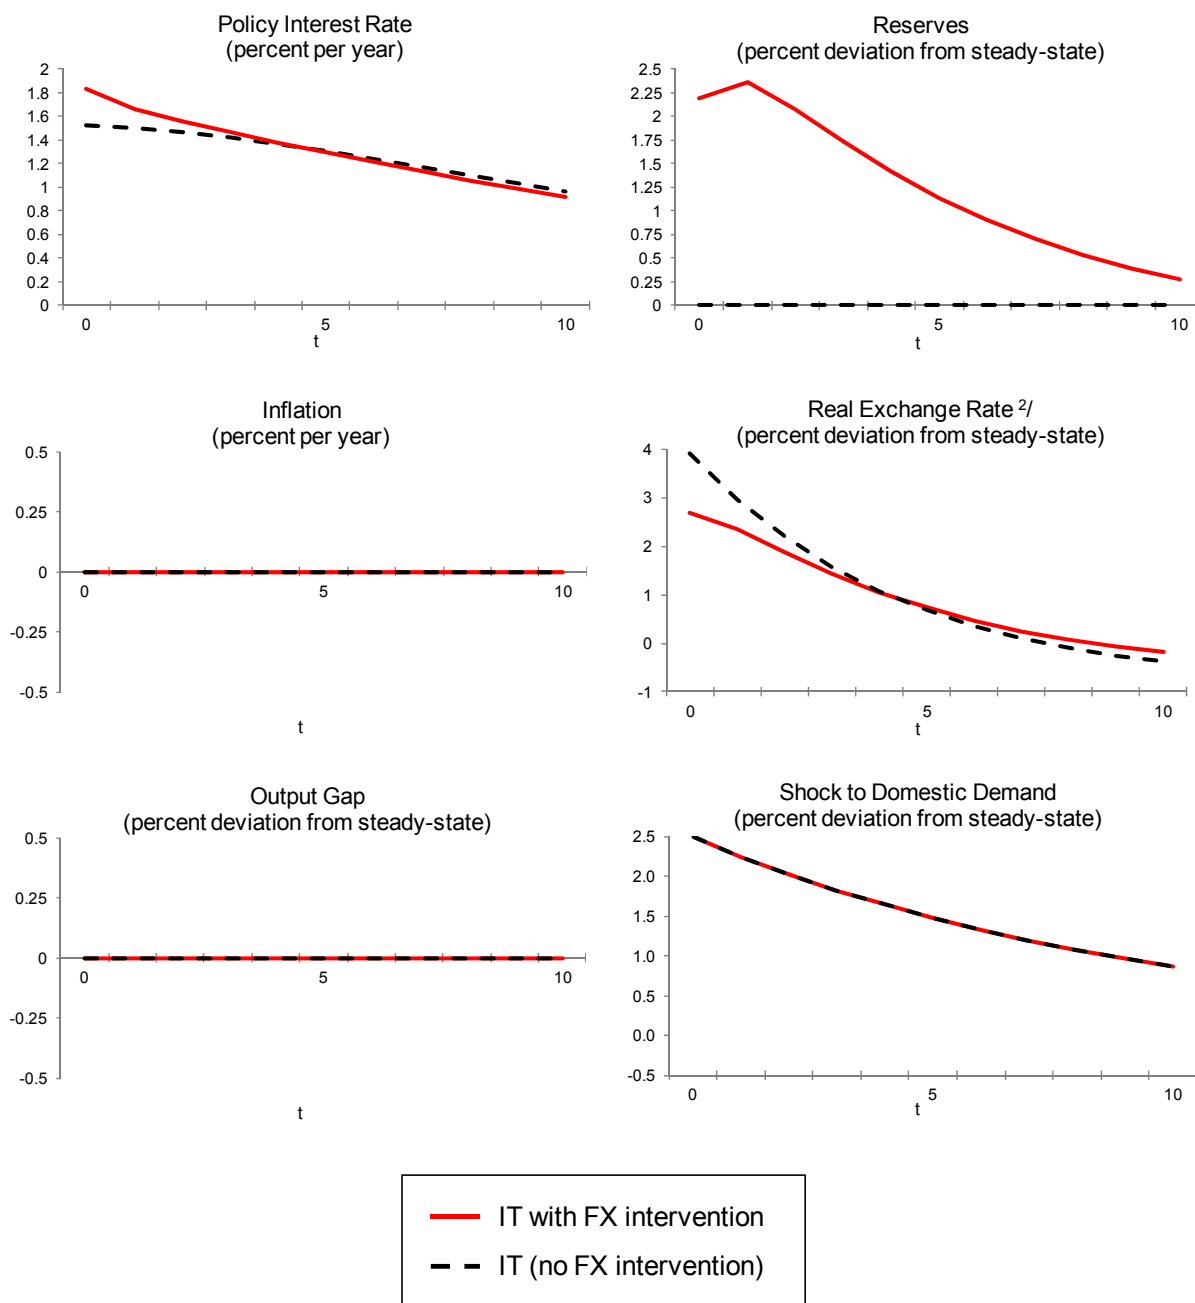 Policy Interest Rate
(percent per year)
2
1.8
1.6
1.4
1.2
1
0.8
0.6
0.4
0.2
0
0 5 10
t
Reserves
(percent deviation from steady-state)
2.5
2.25
2
1.75
1.5
1.25
1
0.75
0.5
0.25
0
0 5 10
t
Inflation
(percent per year)
0.5
0.25
0
-0.25
-0.5
0 5 10
t
Real Exchange Rate 2/
(percent deviation from steady-state)
4
3
2
1
0
-1
0 5 10
t
Output Gap
(percent deviation from steady-state)
0.5
0.25
0
-0.25
-0.5
0 5 10
t
Shock to Domestic Demand
(percent deviation from steady-state)
2.5
2.0
1.5
1.0
0.5
0.0
-0.5
0 5 10
t
IT with FX intervention
IT (no FX intervention)